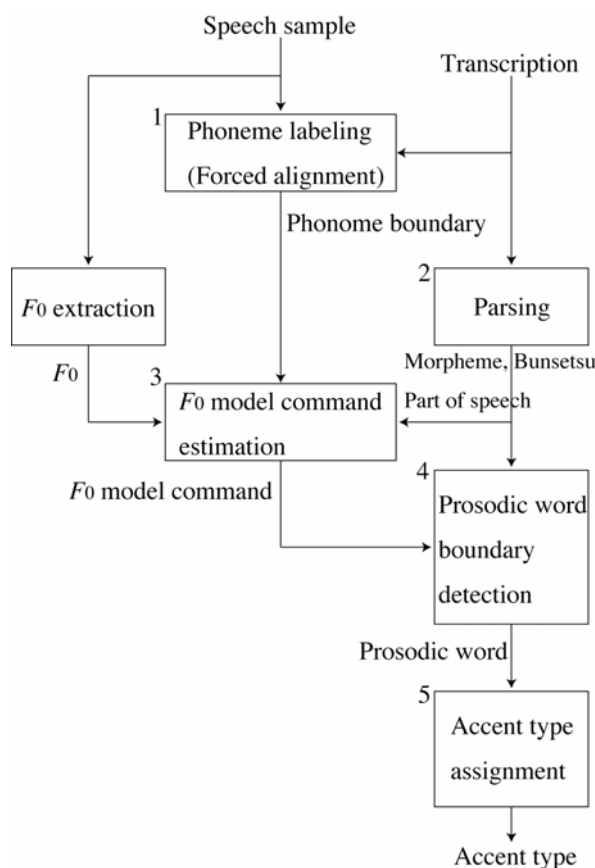 Speech sample
Transcription
1
Phoneme labeling
(Forced alignment)
Phonome boundary
2
F0 extraction
Parsing
Morpheme, Bunsetsu
F0
3
F0 model command
estimation
Part of speech
F0 model command
4
Prosodic word
boundary
detection
Prosodic word
5
Accent type
assignment
Accent type